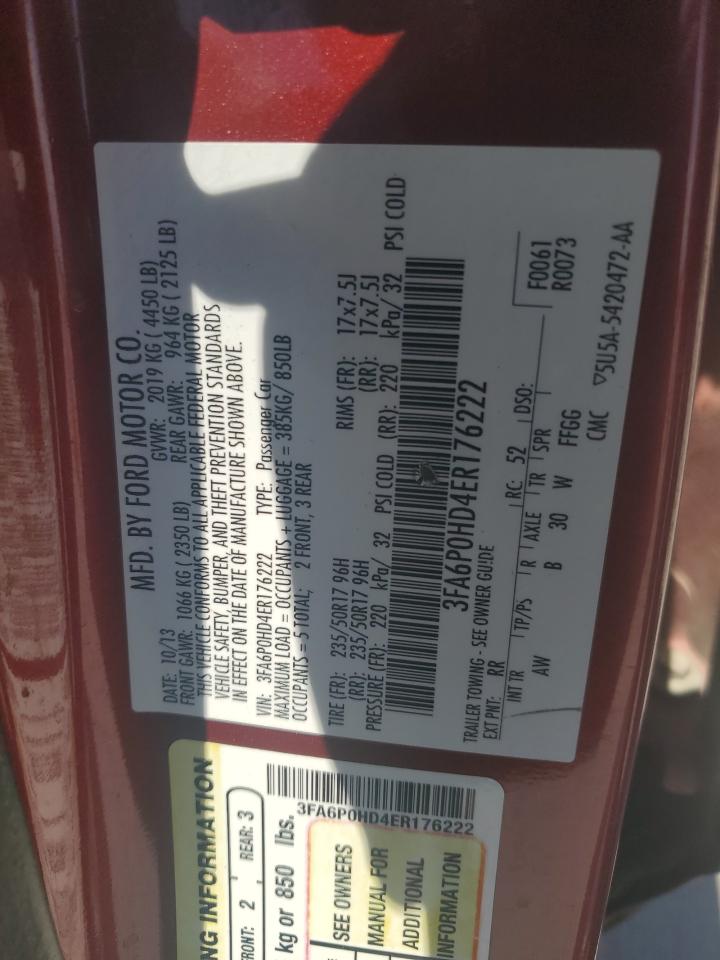 MFD. BY FORD MOTOR CO.
DATE: 10/13 GVWR: 2019 KG ( 4450 LB)
FRONT GAWR: 1066 KG ( 2350 LB) REAR GAWR: 964 KG ( 2125 LB)
THIS VEHICLE CONFORMS TO ALL APPLICABLE FEDERAL MOTOR
VEHICLE SAFETY, BUMPER, AND THEFT PREVENTION STANDARDS
IN EFFECT ON THE DATE OF MANUFACTURE SHOWN ABOVE.
VIN: 3FA6P0HD4ER176222 TYPE: Passenger Car
MAXIMUM LOAD = OCCUPANTS + LUGGAGE = 385KG/ 850LB
OCCUPANTS = 5 TOTAL; 2 FRONT, 3 REAR
TIRE (FR): 235/50R17 96H RIMS (FR): 17x7.5J
(RR): 235/50R17 96H (RR): 17x7.5J
PRESSURE (FR): 220 kPa/ 32 PSI COLD (RR): 220 kPa/ 32 PSI COLD
3FA6P0HD4ER176222
TRAILER TOWING - SEE OWNER GUIDE
EXT PNT: RR RC: 52 DSO:
INT TR TP/PS R AXLE TR SPR F0061
AW B 30 W FFGG R0073
CMC ▽5U5A-5420472-AA
NG INFORMATION
FRONT: 2 REAR: 3
kg or 850 lbs.
3FA6P0HD4ER176222
SEE OWNERS
MANUAL FOR
ADDITIONAL
INFORMATION